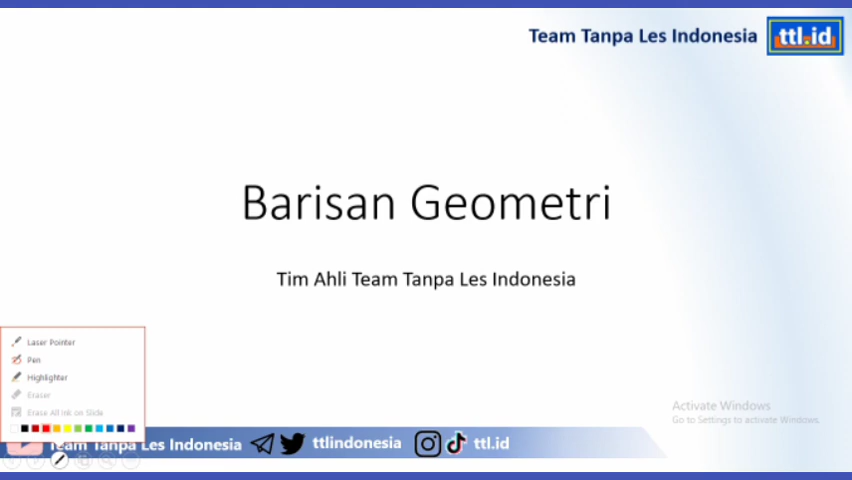 Team Tanpa Les Indonesia
ttl.id
Barisan Geometri
Tim Ahli Team Tanpa Les Indonesia
Laser Pointer
Pen
Highlighter
Eraser
Erase All Ink on Slide
Activate Windows
Go to Settings to activate Windows.
Team Tanpa Les Indonesia ttlindonesia ttl.id